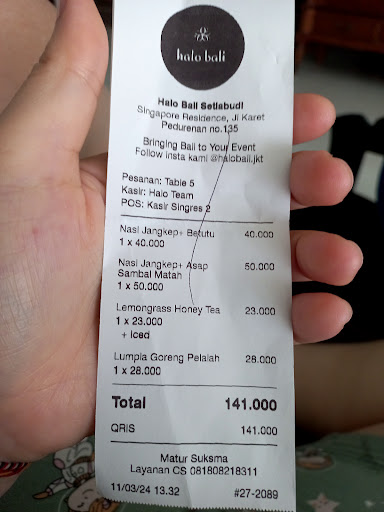 halo bali
Halo Bali Setiabudi
Singapore Residence, Jl Karet
Pedurenan no.135
Bringing Bali to Your Event
Follow insta kami @halobali.jkt
Pesanan: Table 5
Kasir: Halo Team
POS: Kasir Singres 2
Nasi Jangkep+ Betutu 40.000
1 x 40.000
Nasi Jangkep+ Asap 50.000
Sambal Matah
1 x 50.000
Lemongrass Honey Tea 23.000
1 x 23.000
+ Iced
Lumpia Goreng Pelalah 28.000
1 x 28.000
Total 141.000
QRIS 141.000
Matur Suksma
Layanan CS 081808218311
11/03/24 13.32 #27-2089